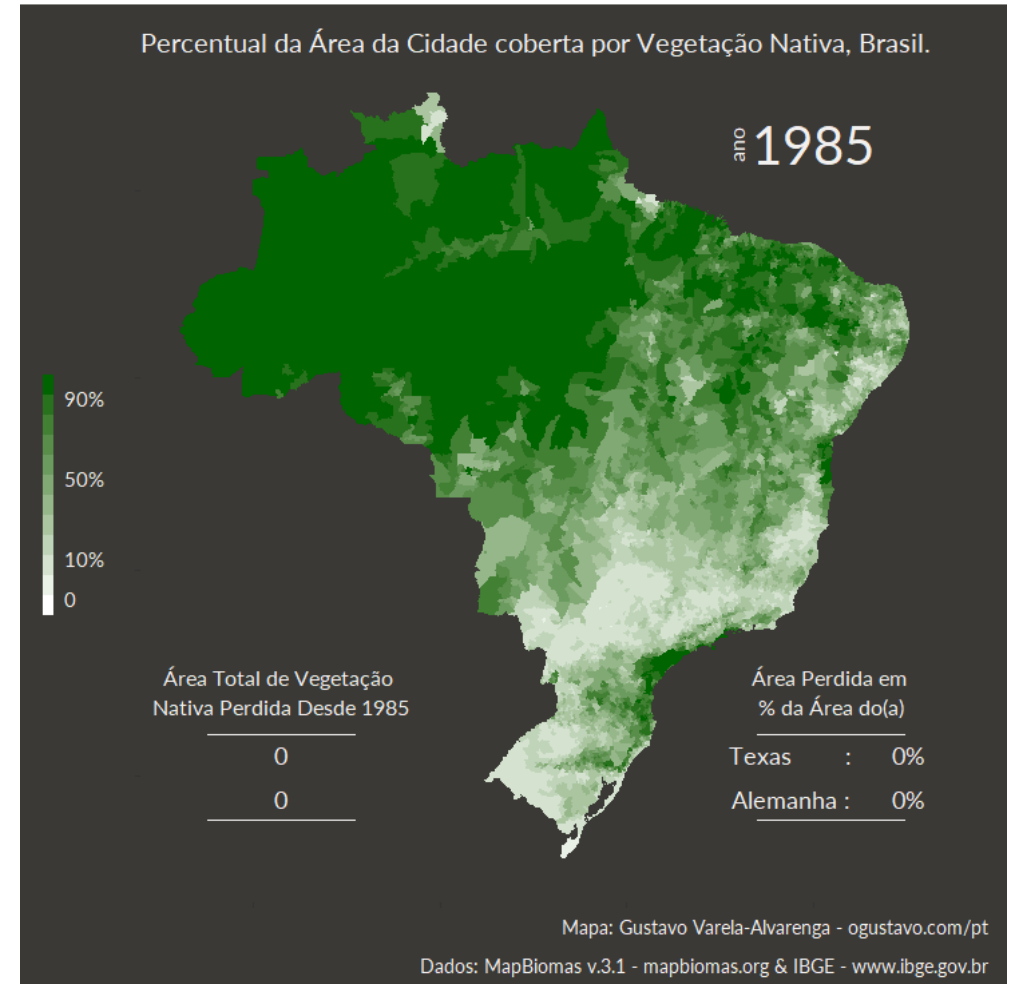 Percentual da Área da Cidade coberta por Vegetação Nativa, Brasil.
ano 1985
90%
50%
10%
0
Área Total de Vegetação
Nativa Perdida Desde 1985
0
0
Área Perdida em
% da Área do(a)
Texas : 0%
Alemanha : 0%
Mapa: Gustavo Varela-Alvarenga - ogustavo.com/pt
Dados: MapBiomas v.3.1 - mapbiomas.org & IBGE - www.ibge.gov.br